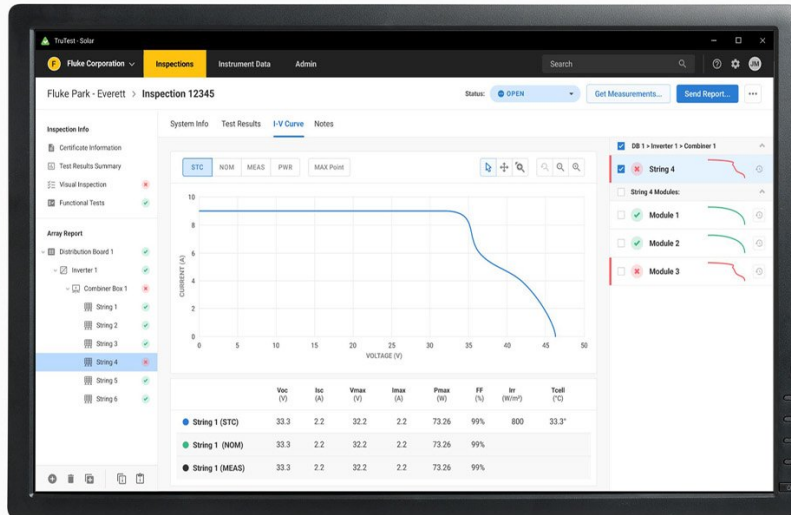 TruTest - Solar
F Fluke Corporation Inspections Instrument Data Admin Search JM
Fluke Park - Everett > Inspection 12345 Status: OPEN Get Measurements... Send Report...
Inspection Info
Certificate Information
Test Results Summary
Visual Inspection
Functional Tests
Array Report
Distribution Board 1
Inverter 1
Combiner Box 1
String 1
String 2
String 3
String 4
String 5
String 6
System Info Test Results I-V Curve Notes
STC NOM MEAS PWR MAX Point
CURRENT (A)
10
8
6
4
2
0
0 5 10 15 20 25 30 35 40 45 50
VOLTAGE (V)
Voc Isc Vmax Imax Pmax FF Irr Tcell
(V) (A) (V) (A) (W) (%) (W/m²) (°C)
String 1 (STC) 33.3 2.2 32.2 2.2 73.26 99% 800 33.3°
String 1 (NOM) 33.3 2.2 32.2 2.2 73.26 99%
String 1 (MEAS) 33.3 2.2 32.2 2.2 73.26 99%
DB 1 > Inverter 1 > Combiner 1
String 4
String 4 Modules:
Module 1
Module 2
Module 3